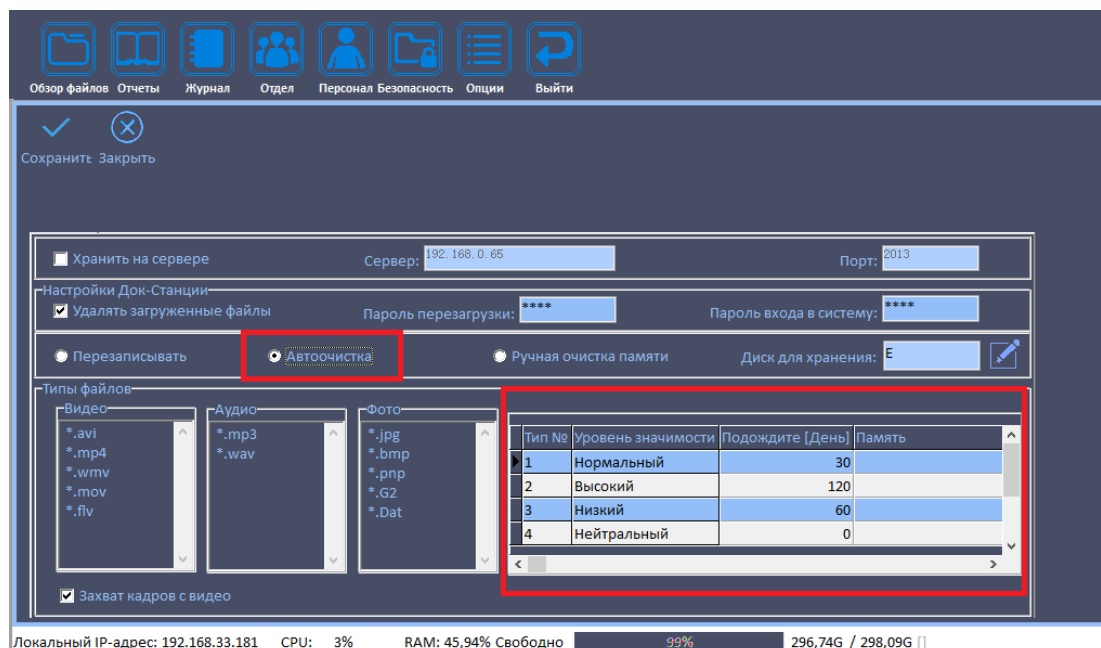 Обзор файлов Отчеты Журнал Отдел Персонал Безопасность Опции Выйти
Сохранить Закрыть
Хранить на сервере Сервер: 192.168.0.65 Порт: 2013
Настройки Док-Станции
Удалять загруженные файлы Пароль перезагрузки: **** Пароль входа в систему: ****
Перезаписывать Автоочистка Ручная очистка памяти Диск для хранения: E
Типы файлов
Видео Аудио Фото
*.avi *.mp3 *.jpg
*.mp4 *.wav *.bmp
*.wmv *.pnp
*.mov *.G2
*.flv *.Dat
Тип № Уровень значимости Подождите [День] Память
1 Нормальный 30
2 Высокий 120
3 Низкий 60
4 Нейтральный 0
Захват кадров с видео
Локальный IP-адрес: 192.168.33.181 CPU: 3% RAM: 45,94% Свободно 99% 296,74G / 298,09G []